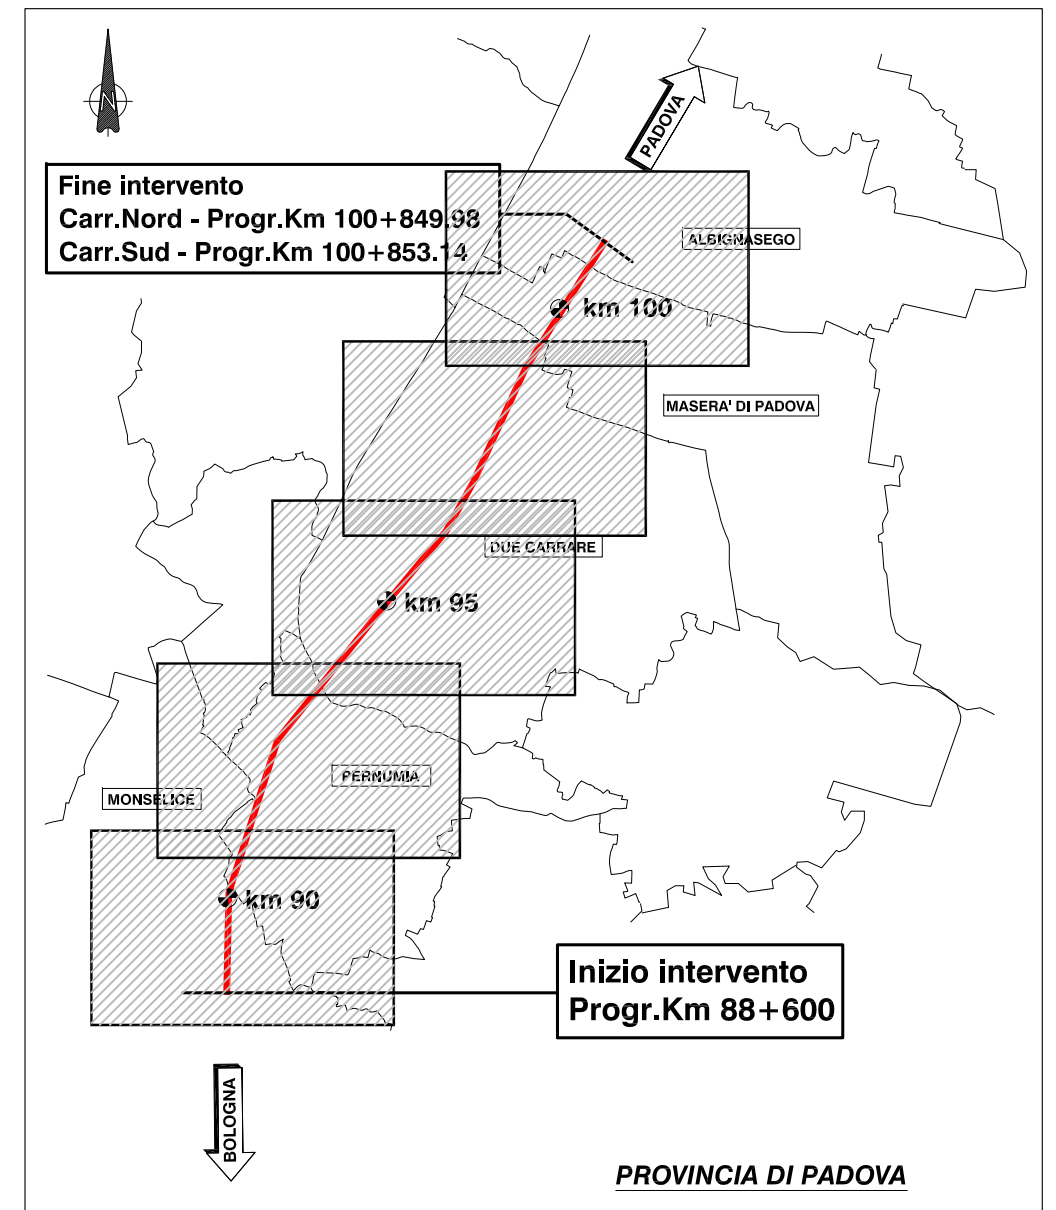 N
PADOVA
Fine intervento
Carr.Nord - Progr.Km 100+849.98
Carr.Sud - Progr.Km 100+853.14
ALBIGNASEGO
km 100
MASERA' DI PADOVA
DUE CARRARE
km 95
PERNUMIA
MONSELICE
km 90
Inizio intervento
Progr.Km 88+600
BOLOGNA
PROVINCIA DI PADOVA